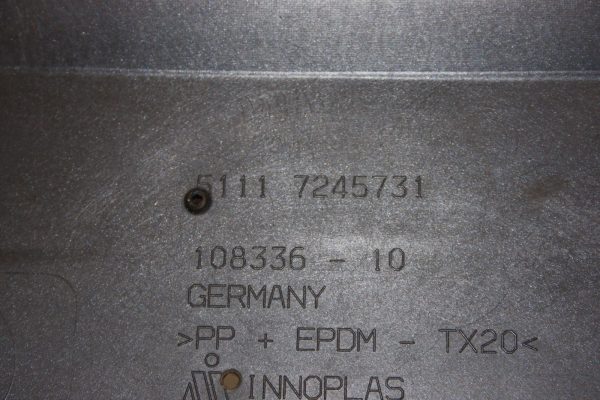 5111 7245731
108336 - 10
GERMANY
>PP + EPDM - TX20<
INNOPLAS